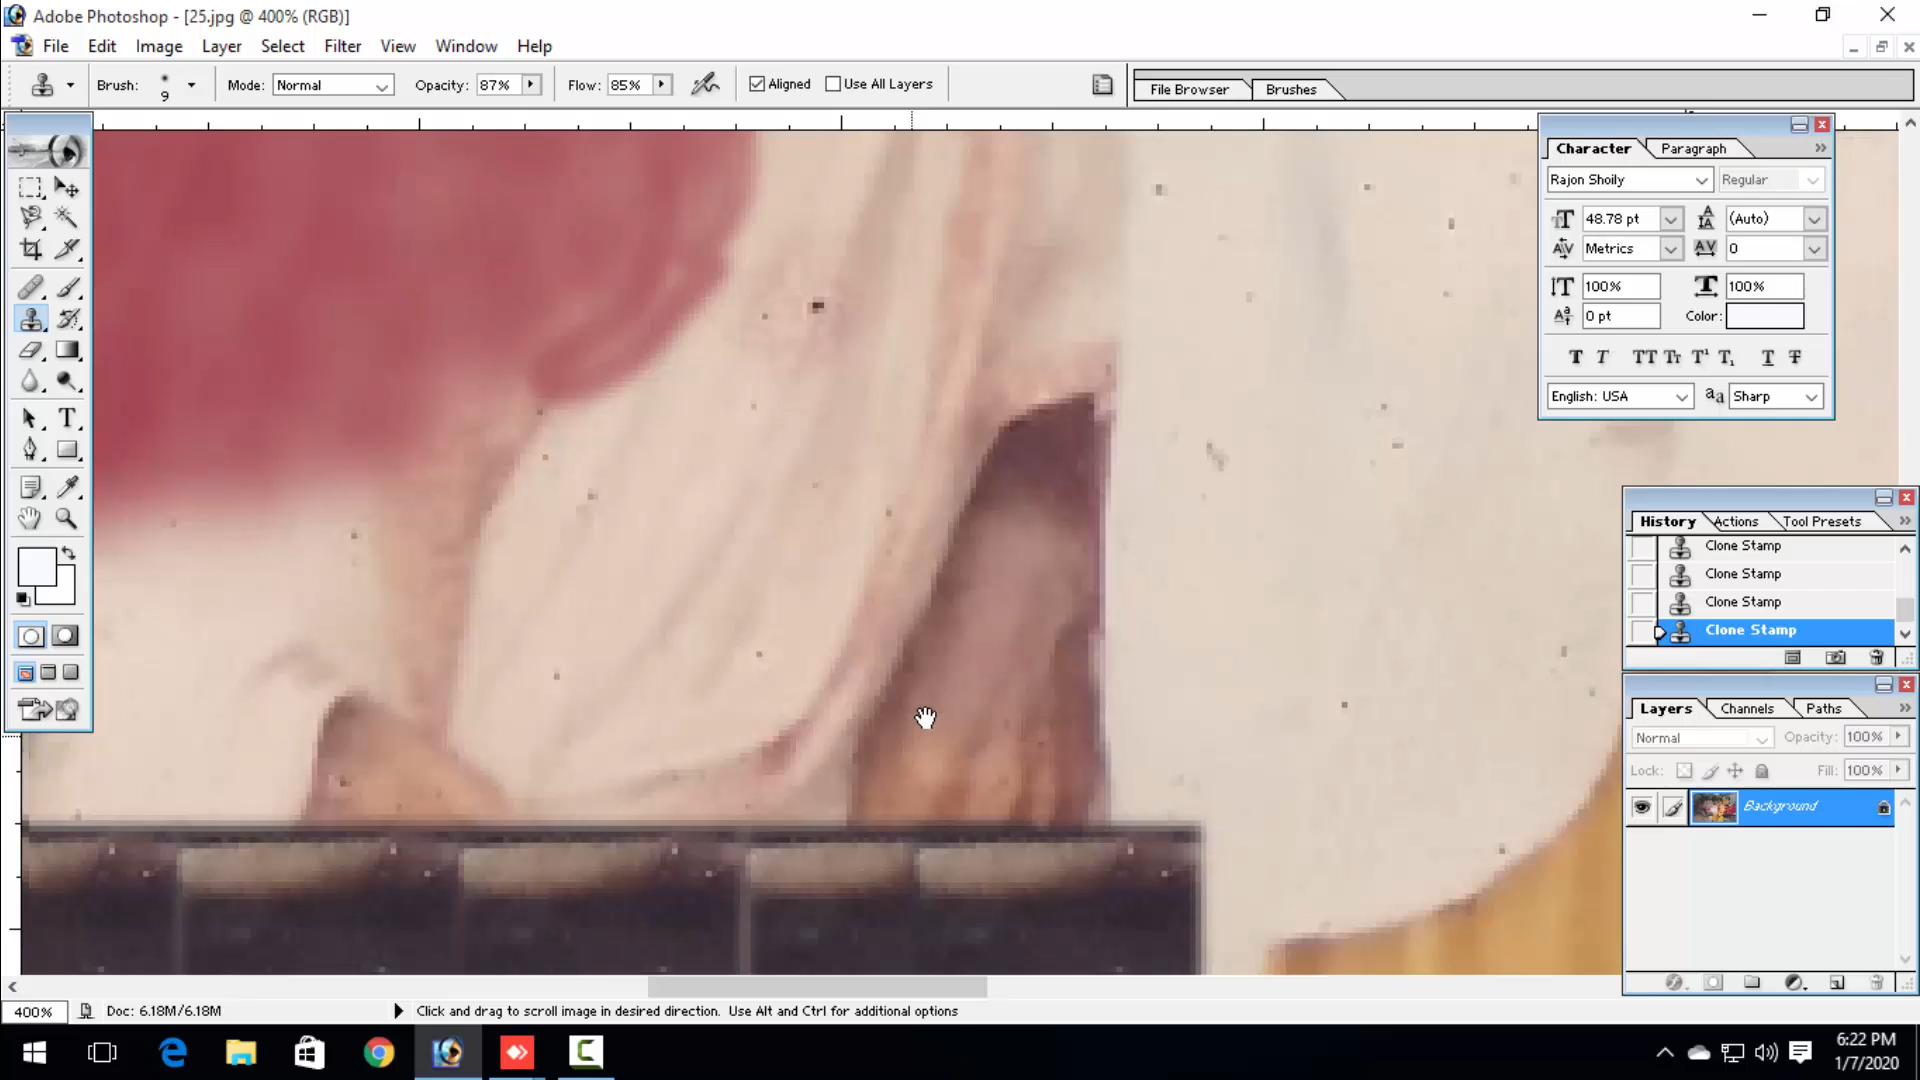 Adobe Photoshop - [25.jpg @ 400% (RGB)]
File Edit Image Layer Select Filter View Window Help
Brush: 9 Mode: Normal Opacity: 87% Flow: 85% Aligned Use All Layers File Browser Brushes
Character Paragraph
Rajon Shoily Regular
48.78 pt (Auto)
Metrics 0
100% 100%
0 pt Color:
T T TT Tr T¹ T₁ T T
English: USA aa Sharp
History Actions Tool Presets
Clone Stamp
Clone Stamp
Clone Stamp
Clone Stamp
Layers Channels Paths
Normal Opacity: 100%
Lock: Fill: 100%
Background
400% Doc: 6.18M/6.18M Click and drag to scroll image in desired direction. Use Alt and Ctrl for additional options
6:22 PM
1/7/2020